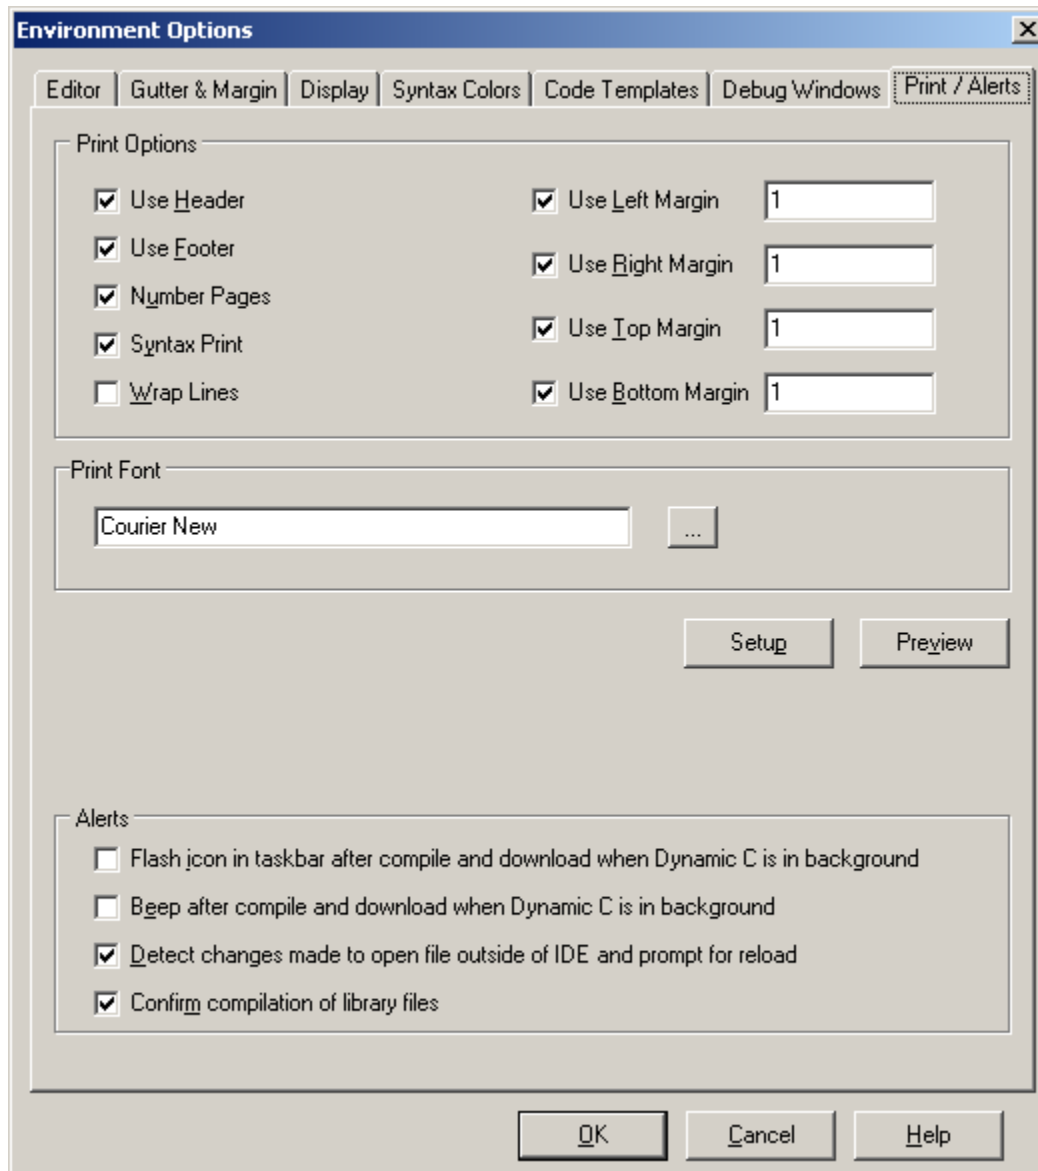 Environment Options
Editor Gutter & Margin Display Syntax Colors Code Templates Debug Windows Print / Alerts
Print Options
Use Header
Use Footer
Number Pages
Syntax Print
Wrap Lines
Use Left Margin 1
Use Right Margin 1
Use Top Margin 1
Use Bottom Margin 1
Print Font
Courier New ...
Setup Preview
Alerts
Flash icon in taskbar after compile and download when Dynamic C is in background
Beep after compile and download when Dynamic C is in background
Detect changes made to open file outside of IDE and prompt for reload
Confirm compilation of library files
OK Cancel Help